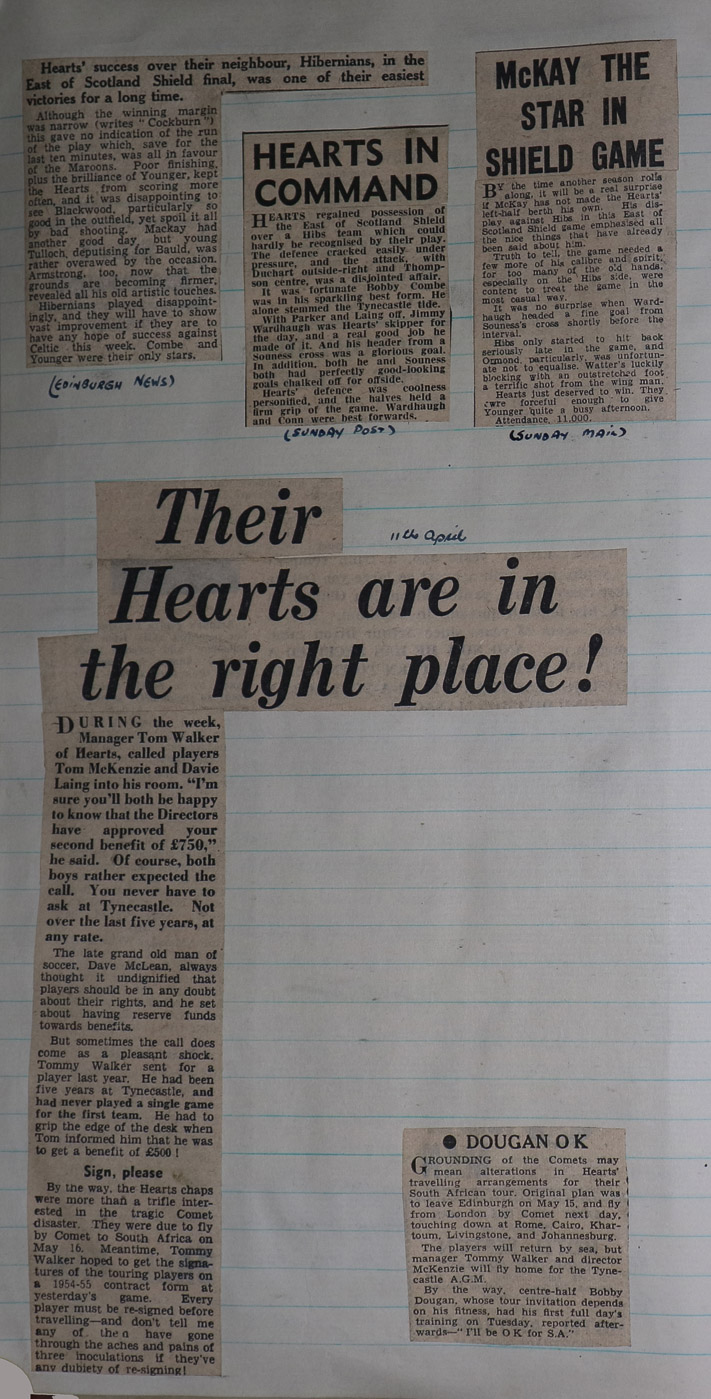 Hearts' success over their neighbour, Hibernians, in the
East of Scotland Shield final, was one of their easiest
victories for a long time.
Although the winning margin
was narrow (writes "Cockburn")
this gave no indication of the run
of the play which, save for the
last ten minutes, was all in favour
of the Maroons. Poor finishing,
plus the brilliance of Younger, kept
the Hearts from scoring more
often, and it was disappointing to
see Blackwood, particularly so
good in the outfield, yet spoil it all
by bad shooting. Mackay had
another good day but young
Tulloch, deputising for Bauld, was
rather overawed by the occasion.
Armstrong, too, now that the
grounds are becoming firmer,
revealed all his old artistic touches.
Hibernians played disappoint-
ingly, and they will have to show
vast improvement if they are to
have any hope of success against
Celtic this week. Combe and
Younger were their only stars.
(EDINBURGH NEWS)
HEARTS IN
COMMAND
HEARTS regained possession of
the East of Scotland Shield
over a Hibs team which could
hardly be recognised by their play.
The defence cracked easily under
pressure, and the attack, with
Duchart outside-right and Thomp-
son centre, was a disjointed affair.
It was fortunate Bobby Combe
was in his sparkling best form. He
alone stemmed the Tynecastle tide.
With Parker and Laing off, Jimmy
Wardhaugh was Hearts' skipper for
the day, and a real good job he
made of it. And his header from a
Souness cross was a glorious goal.
In addition, both he and Souness
both had perfectly good-looking
goals chalked off for offside.
Hearts' defence was coolness
personified, and the halves held a
firm grip of the game. Wardhaugh
and Conn were best forwards.
(SUNDAY POST)
McKAY THE
STAR IN
SHIELD GAME
BY the time another season rolls
along, it will be a real surprise
if McKay has not made the Hearts'
left-half berth his own. His dis-
play against Hibs in this East of
Scotland Shield game emphasised all
the nice things that have already
been said about him.
Truth to tell, the game needed a
few more of his calibre and spirit,
for too many of the old hands,
especially on the Hibs side, were
content to treat the game in the
most casual way.
It was no surprise when Ward-
haugh headed a fine goal from
Souness's cross shortly before the
interval.
Hibs only started to hit back
seriously late in the game, and
Ormond, particularly, was unfortun-
ate not to equalise. Watter's luckily
blocking with an outstretched foot
a terrific shot from the wing man.
Hearts just deserved to win. They
were forceful enough to give
Younger quite a busy afternoon.
Attendance, 11,000.
(SUNDAY MAIL)
Their
11th April
Hearts are in
the right place!
DURING the week,
Manager Tom Walker
of Hearts, called players
Tom McKenzie and Davie
Laing into his room. "I'm
sure you'll both be happy
to know that the Directors
have approved your
second benefit of £750,"
he said. Of course, both
boys rather expected the
call. You never have to
ask at Tynecastle. Not
over the last five years, at
any rate.
The late grand old man of
soccer, Dave McLean, always
thought it undignified that
players should be in any doubt
about their rights, and he set
about having reserve funds
towards benefits.
But sometimes the call does
come as a pleasant shock.
Tommy Walker sent for a
player last year. He had been
five years at Tynecastle, and
had never played a single game
for the first team. He had to
grip the edge of the desk when
Tom informed him that he was
to get a benefit of £500!
Sign, please
By the way, the Hearts chaps
were more than a trifle inter-
ested in the tragic Comet
disaster. They were due to fly
by Comet to South Africa on
May 16. Meantime, Tommy
Walker hoped to get the signa-
tures of the touring players on
a 1954-55 contract form at
yesterday's game. Every
player must be re-signed before
travelling—and don't tell me
any of them have gone
through the aches and pains of
three inoculations if they've
any dubiety of re-signing!
● DOUGAN O K
GROUNDING of the Comets may
mean alterations in Hearts'
travelling arrangements for their
South African tour. Original plan was
to leave Edinburgh on May 15, and fly
from London by Comet next day,
touching down at Rome, Cairo, Khar-
toum, Livingstone, and Johannesburg.
The players will return by sea, but
manager Tommy Walker and director
McKenzie will fly home for the Tyne-
castle A.G.M.
By the way, centre-half Bobby
Dougan, whose tour invitation depends
on his fitness, had his first full day's
training on Tuesday, reported after-
wards—"I'll be O K for S.A."